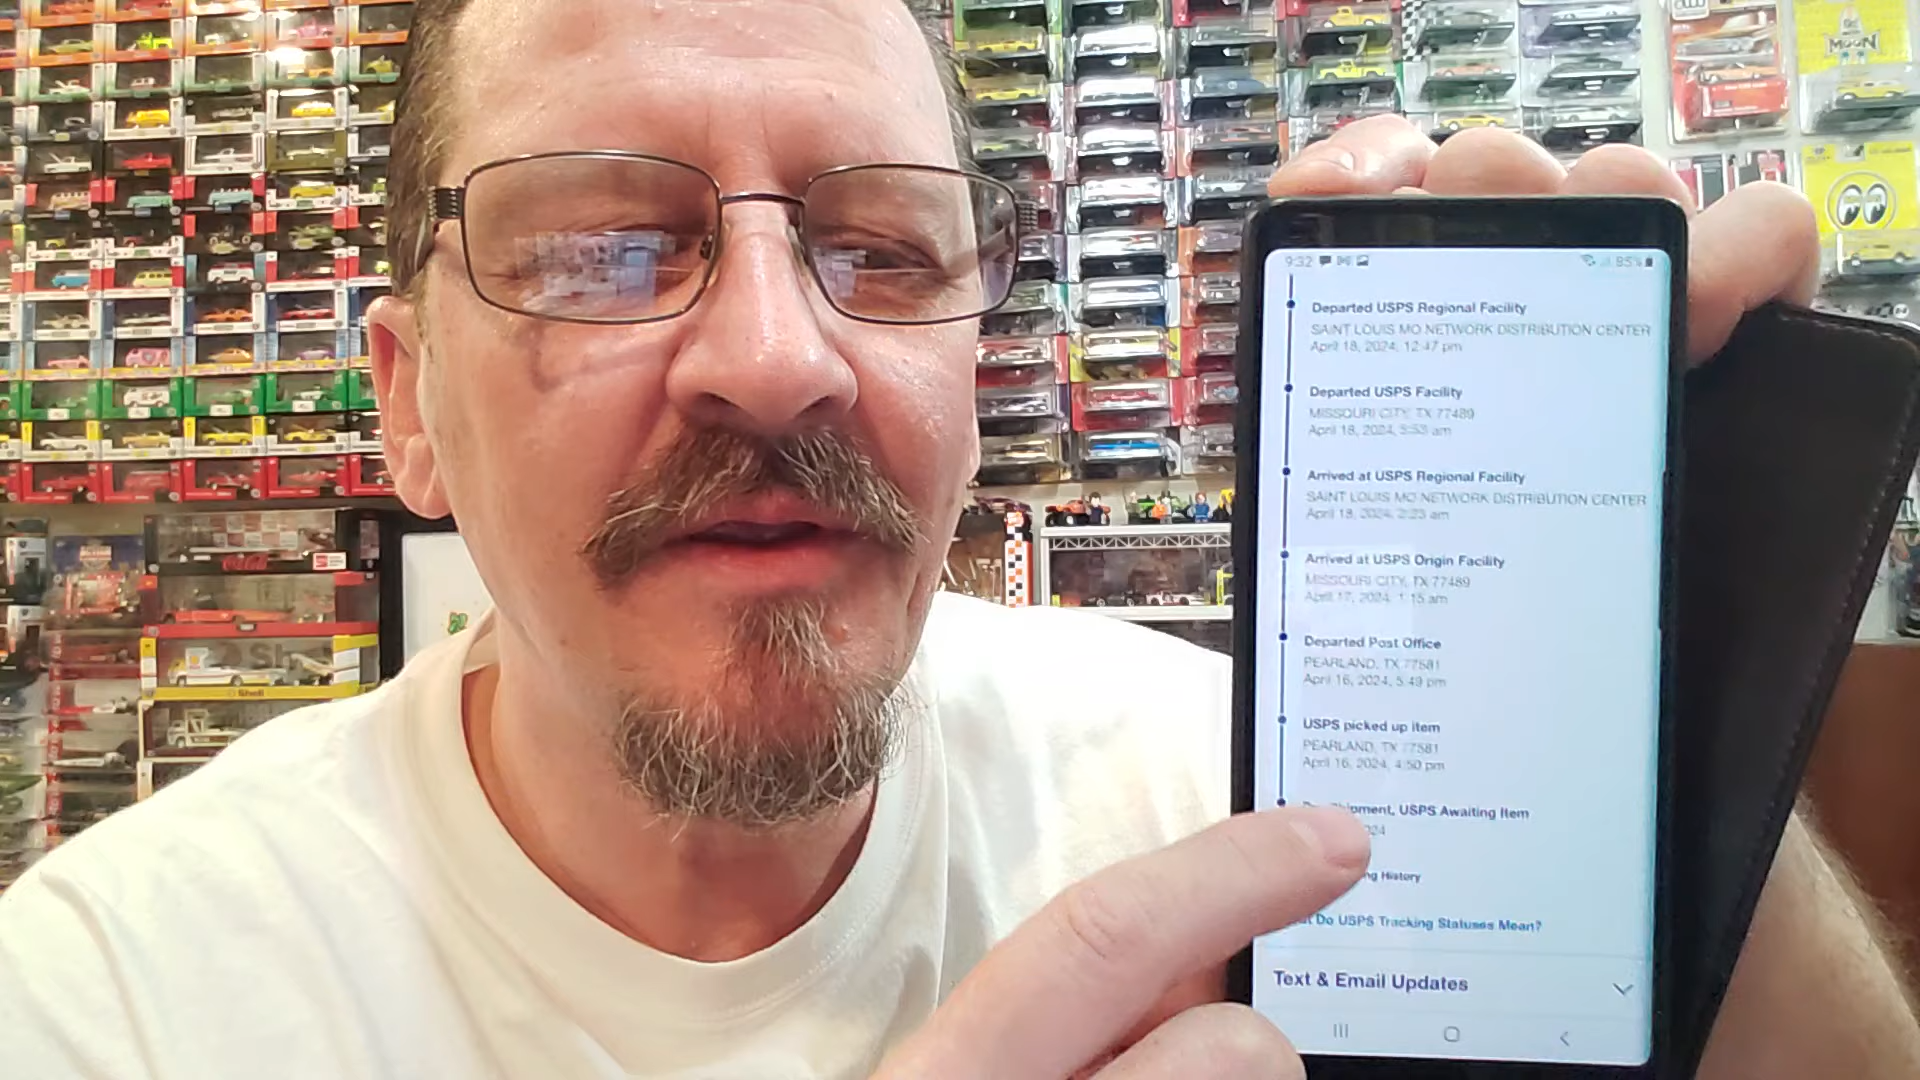 9:32
85%
Departed USPS Regional Facility
SAINT LOUIS MO NETWORK DISTRIBUTION CENTER
April 18, 2024, 12:47 pm
Departed USPS Facility
MISSOURI CITY, TX 77489
April 18, 2024, 5:53 am
Arrived at USPS Regional Facility
SAINT LOUIS MO NETWORK DISTRIBUTION CENTER
April 18, 2024, 2:23 am
Arrived at USPS Origin Facility
MISSOURI CITY, TX 77489
April 17, 2024, 1:15 am
Departed Post Office
PEARLAND, TX 77581
April 16, 2024, 5:49 pm
USPS picked up item
PEARLAND, TX 77581
April 16, 2024, 4:50 pm
USPS Awaiting Item
History
Do USPS Tracking Statuses Mean?
Text & Email Updates
MOON
Shell